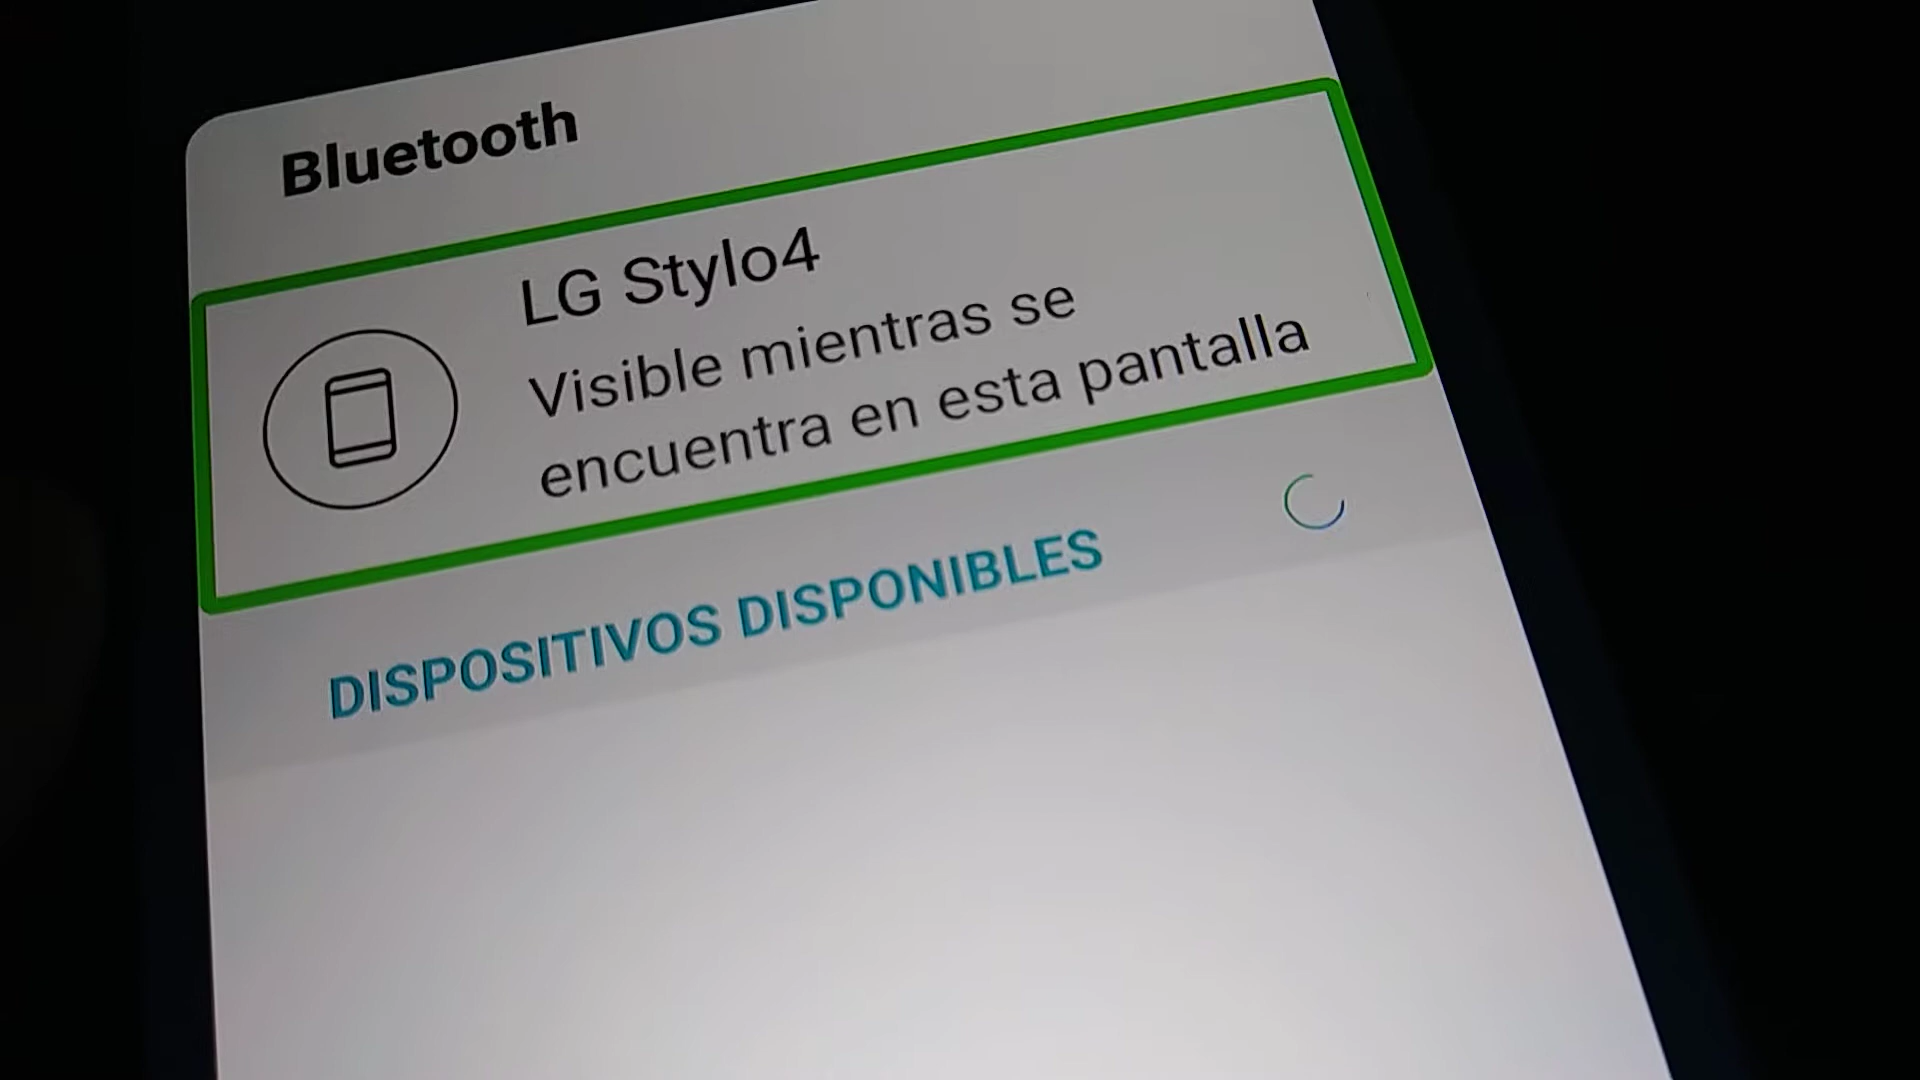 Bluetooth
LG Stylo4
Visible mientras se
encuentra en esta pantalla
DISPOSITIVOS DISPONIBLES